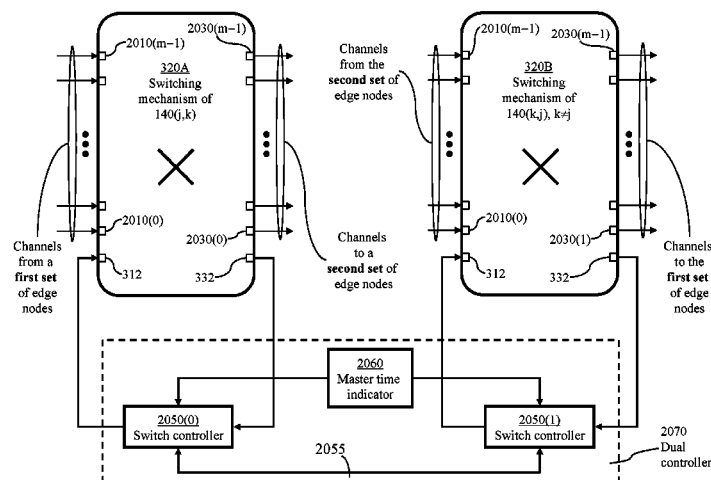 2010(m−1)
2030(m−1)
320A
Switching
mechanism of
140(j,k)
2010(0)
2030(0)
312
332
Channels
from a
first set
of edge
nodes
Channels
to a
second set of
edge nodes
Channels
from the
second set of
edge nodes
2010(m−1)
2030(m−1)
320B
Switching
mechanism of
140(k,j), k≠j
2010(0)
2030(1)
312
332
Channels
to the
first set
of edge
nodes
2060
Master time
indicator
2050(0)
Switch controller
2050(1)
Switch controller
2055
2070
Dual
controller